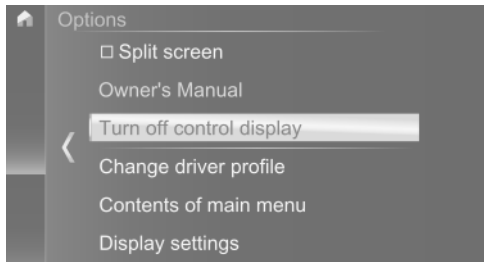 Options
Split screen
Owner's Manual
Turn off control display
Change driver profile
Contents of main menu
Display settings